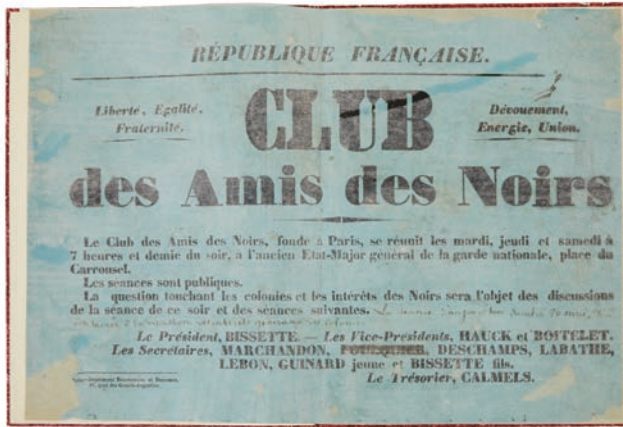 RÉPUBLIQUE FRANÇAISE.
Liberté, Egalité,
Fraternité.
CLUB
Dévouement,
Energie, Union.
des Amis des Noirs
Le Club des Amis des Noirs, fondé à Paris, se réunit les mardi, jeudi et samedi à
7 heures et demie du soir, à l'ancien Etat-Major général de la garde nationale, place du
Carrousel.
Les séances sont publiques.
La question touchant les colonies et les intérêts des Noirs sera l'objet des discussions
de la séance de ce soir et des séances suivantes.
Le Président, BISSETTE. — Les Vice-Présidents, HAUCK et BOITELET.
Les Secrétaires, MARCHANDON, DESCHAMPS, LABATHE,
LEBON, GUINARD jeune et BISSETTE fils.
Le Trésorier, CALMELS.